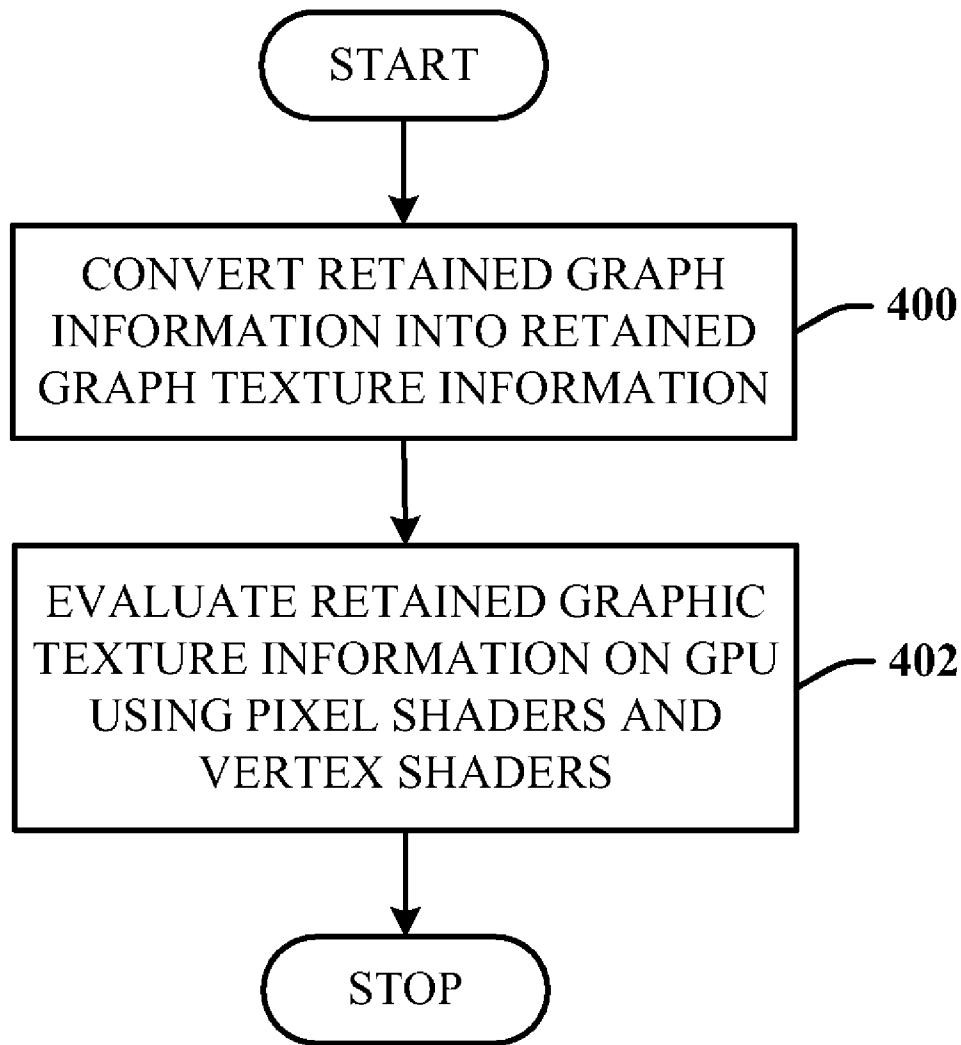 START
CONVERT RETAINED GRAPH
INFORMATION INTO RETAINED
GRAPH TEXTURE INFORMATION
400
EVALUATE RETAINED GRAPHIC
TEXTURE INFORMATION ON GPU
USING PIXEL SHADERS AND
VERTEX SHADERS
402
STOP